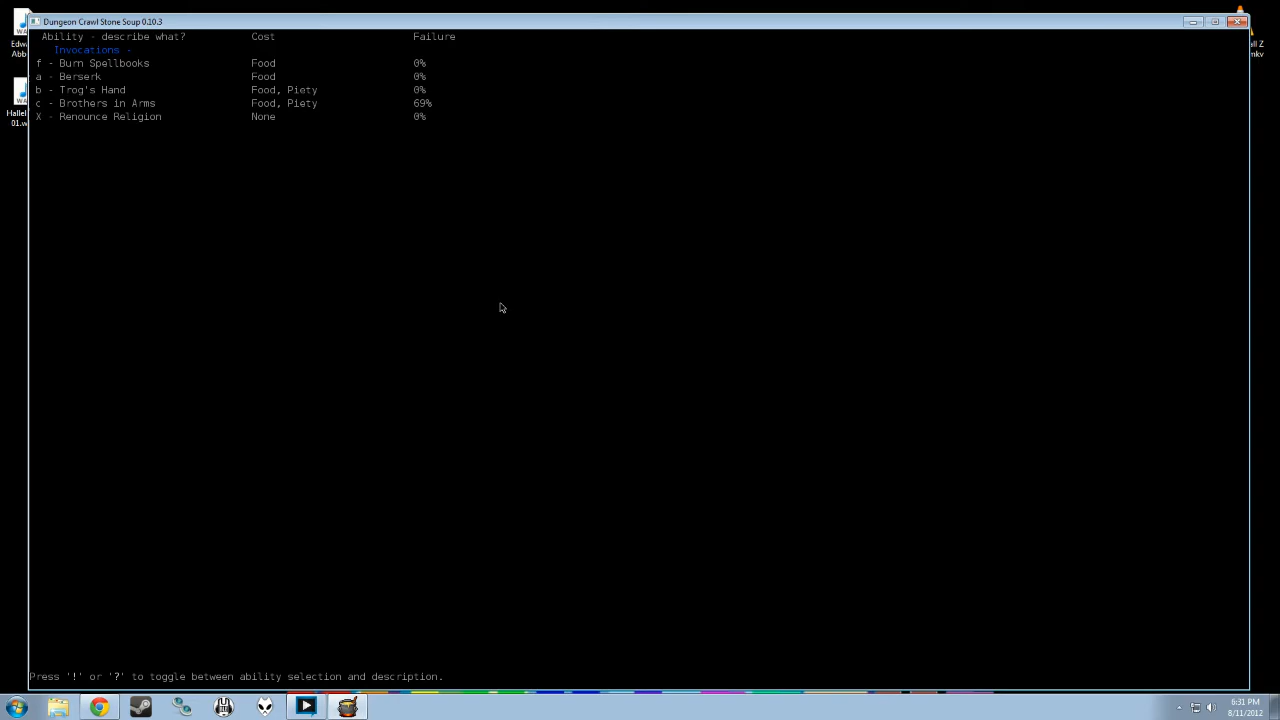 Dungeon Crawl Stone Soup 0.10.3
Ability - describe what? Cost Failure
Invocations -
f - Burn Spellbooks Food 0%
a - Berserk Food 0%
b - Trog's Hand Food, Piety 0%
c - Brothers in Arms Food, Piety 69%
X - Renounce Religion None 0%
Press '!' or '?' to toggle between ability selection and description.
6:31 PM
8/11/2012